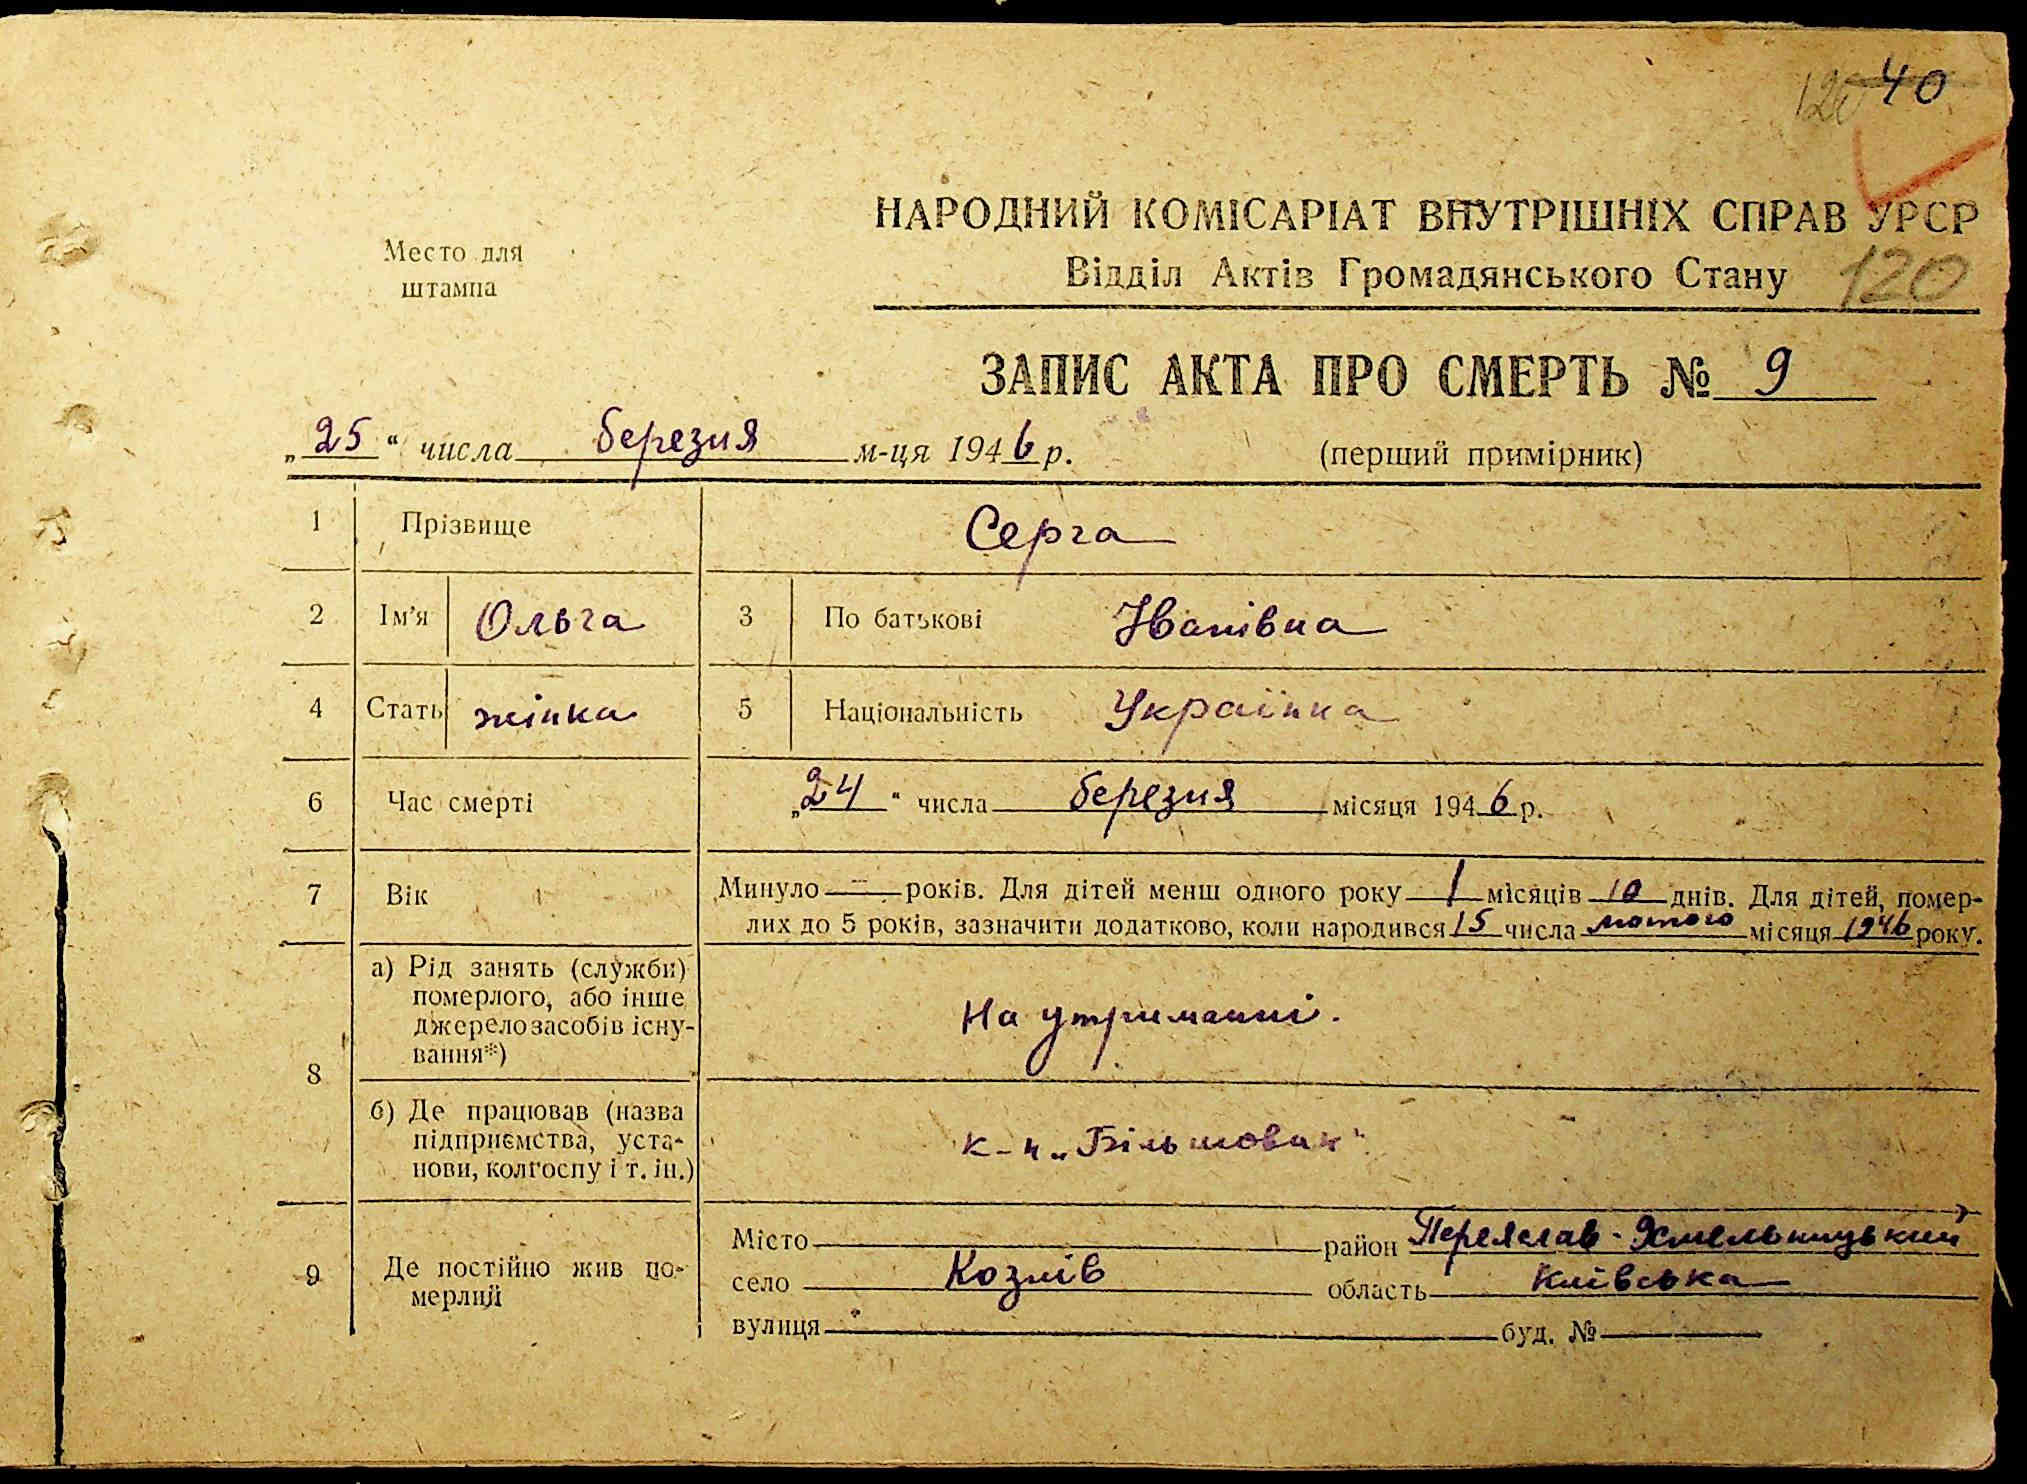 120 40
НАРОДНИЙ КОМІСАРІАТ ВНУТРІШНІХ СПРАВ УРСР
Место для
штампа
Відділ Актів Громадянського Стану 120
ЗАПИС АКТА ПРО СМЕРТЬ № 9
„25“ числа березня м-ця 1946 р. (перший примірник)
1 Прізвище Серга
2 Ім'я Ольга 3 По батькові Іванівна
4 Стать жінка 5 Національність Українка
6 Час смерті „24“ числа березня місяця 1946 р.
7 Вік Минуло — років. Для дітей менш одного року 1 місяців 10 днів. Для дітей, помер-
лих до 5 років, зазначити додатково, коли народився 15 числа лютого місяця 1946 року.
8 а) Рід занять (служби)
померлого, або інше
джерело засобів існу-
вання*)
На утриманні.
б) Де працював (назва
підприємства, уста-
нови, колгоспу і т. ін.)
к-п „Більшовик“
9 Де постійно жив по-
мерлий
Місто — район Переяслав-Хмельницький
село Козлів область Київська
вулиця — буд. № —